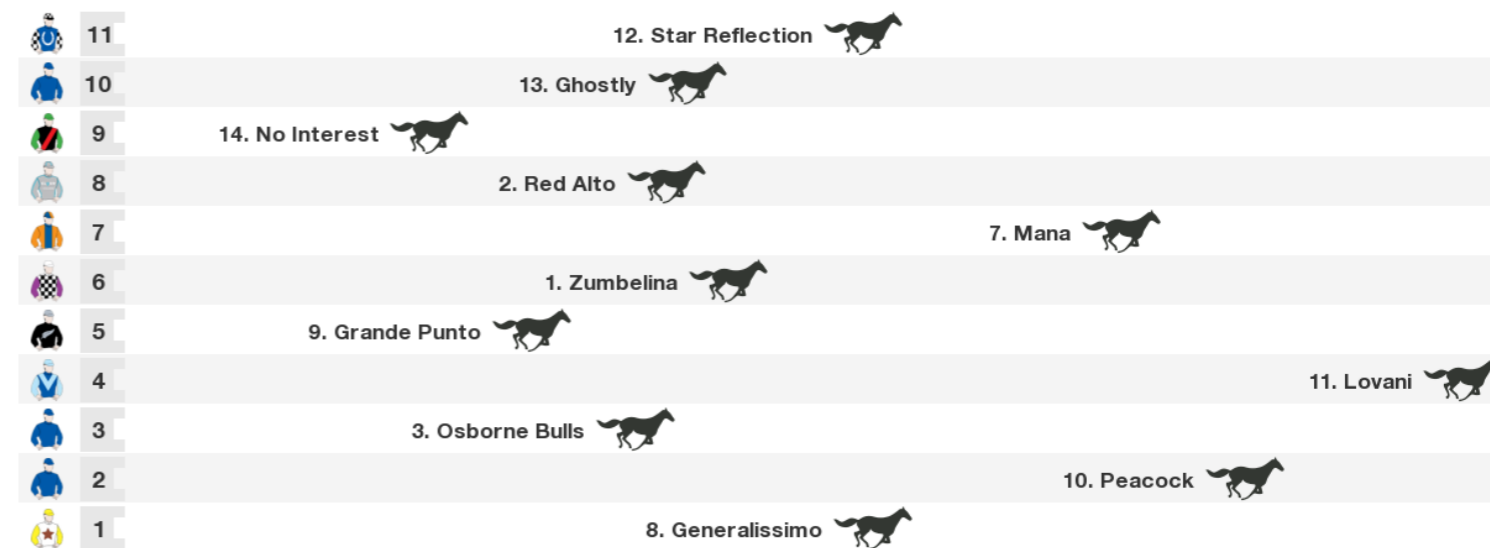 11 12. Star Reflection
10 13. Ghostly
9 14. No Interest
8 2. Red Alto
7 7. Mana
6 1. Zumbelina
5 9. Grande Punto
4 11. Lovani
3 3. Osborne Bulls
2 10. Peacock
1 8. Generalissimo